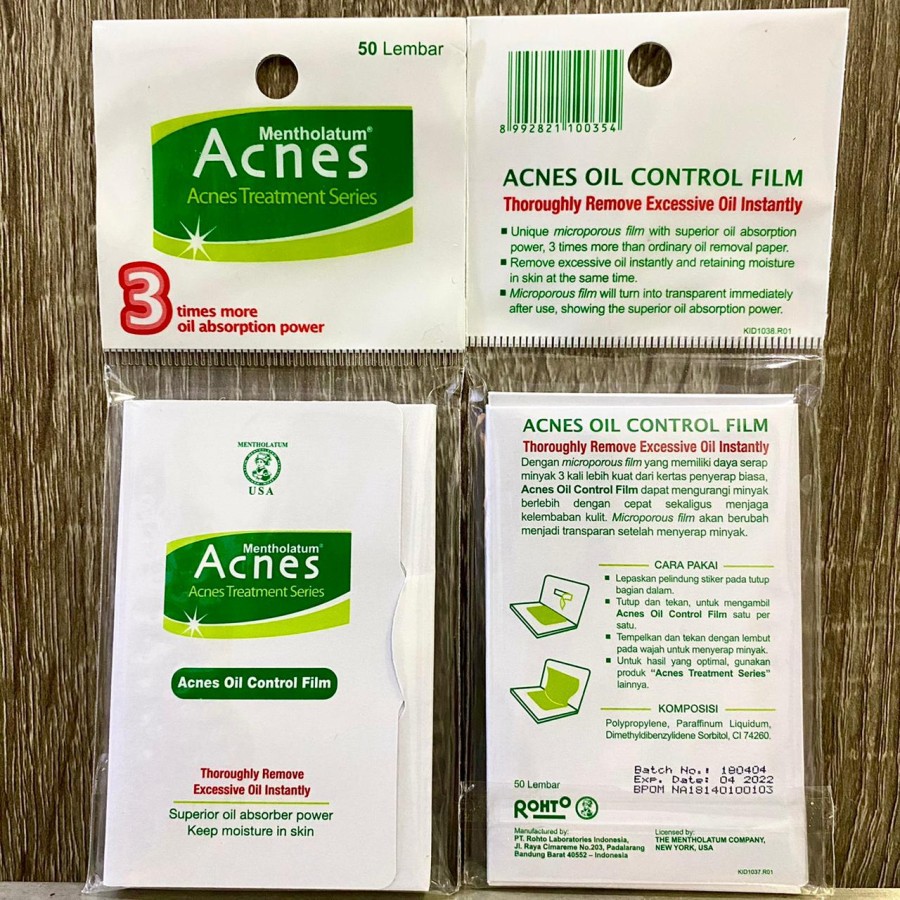 50 Lembar
Mentholatum®
Acnes
Acnes Treatment Series
3 times more
oil absorption power
8 992821 100354
ACNES OIL CONTROL FILM
Thoroughly Remove Excessive Oil Instantly
▪ Unique microporous film with superior oil absorption
power, 3 times more than ordinary oil removal paper.
▪ Remove excessive oil instantly and retaining moisture
in skin at the same time.
▪ Microporous film will turn into transparent immediately
after use, showing the superior oil absorption power.
KID1038.R01
MENTHOLATUM
USA
Mentholatum®
Acnes
Acnes Treatment Series
Acnes Oil Control Film
Thoroughly Remove
Excessive Oil Instantly
Superior oil absorber power
Keep moisture in skin
ACNES OIL CONTROL FILM
Thoroughly Remove Excessive Oil Instantly
Dengan microporous film yang memiliki daya serap
minyak 3 kali lebih kuat dari kertas penyerap biasa,
Acnes Oil Control Film dapat mengurangi minyak
berlebih dengan cepat sekaligus menjaga
kelembaban kulit. Microporous film akan berubah
menjadi transparan setelah menyerap minyak.
CARA PAKAI
▪ Lepaskan pelindung stiker pada tutup
bagian dalam.
▪ Tutup dan tekan, untuk mengambil
Acnes Oil Control Film satu per
satu.
▪ Tempelkan dan tekan dengan lembut
pada wajah untuk menyerap minyak.
▪ Untuk hasil yang optimal, gunakan
produk "Acnes Treatment Series"
lainnya.
KOMPOSISI
Polypropylene, Paraffinum Liquidum,
Dimethyldibenzylidene Sorbitol, CI 74260.
Batch No.: 180404
Exp. Date: 04 2022
BPOM NA18140100103
50 Lembar
ROHTO
Manufactured by:
PT. Rohto Laboratories Indonesia,
Jl. Raya Cimareme No.203, Padalarang
Bandung Barat 40552 – Indonesia
Licensed by:
THE MENTHOLATUM COMPANY,
NEW YORK, USA
KID1037.R01